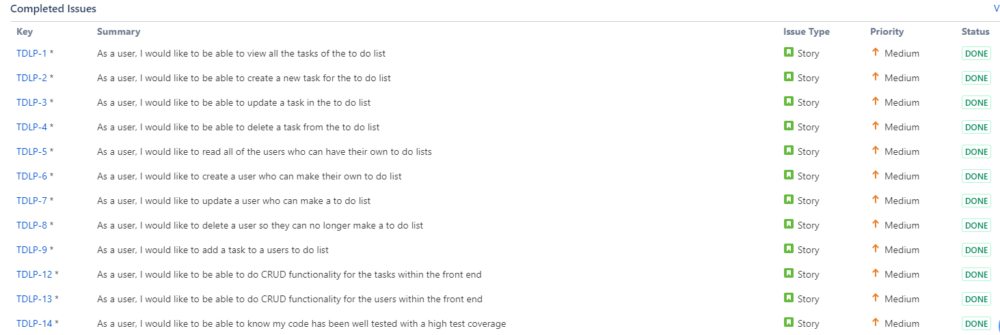 Completed Issues V
Key Summary Issue Type Priority Status
TDLP-1 * As a user, I would like to be able to view all the tasks of the to do list Story Medium DONE
TDLP-2 * As a user, I would like to be able to create a new task for the to do list Story Medium DONE
TDLP-3 * As a user, I would like to be able to update a task in the to do list Story Medium DONE
TDLP-4 * As a user, I would like to be able to delete a task from the to do list Story Medium DONE
TDLP-5 * As a user, I would like to read all of the users who can have their own to do lists Story Medium DONE
TDLP-6 * As a user, I would like to create a user who can make their own to do list Story Medium DONE
TDLP-7 * As a user, I would like to update a user who can make a to do list Story Medium DONE
TDLP-8 * As a user, I would like to delete a user so they can no longer make a to do list Story Medium DONE
TDLP-9 * As a user, I would like to add a task to a users to do list Story Medium DONE
TDLP-12 * As a user, I would like to be able to do CRUD functionality for the tasks within the front end Story Medium DONE
TDLP-13 * As a user, I would like to be able to do CRUD functionality for the users within the front end Story Medium DONE
TDLP-14 * As a user, I would like to be able to know my code has been well tested with a high test coverage Story Medium DONE